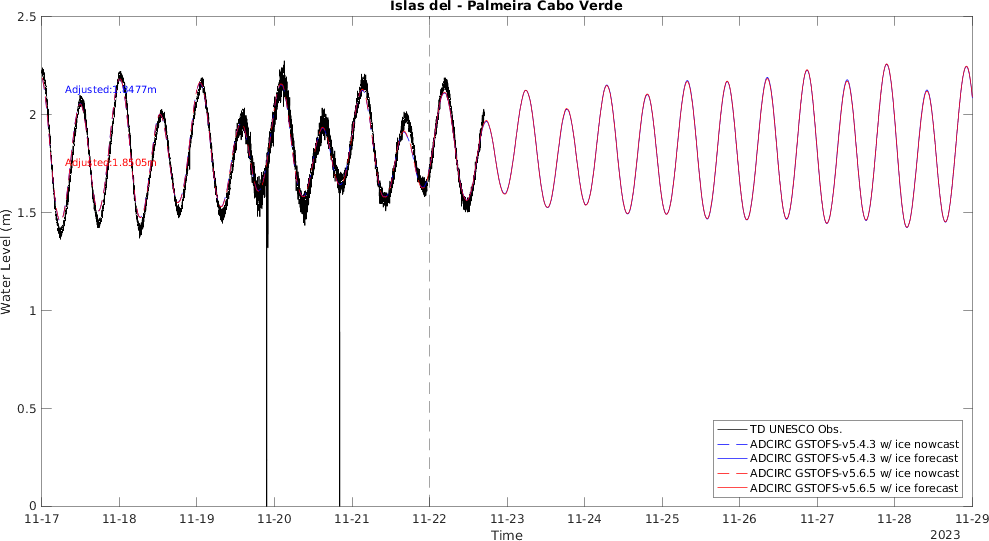 Islas del - Palmeira Cabo Verde
2.5
2
1.5
1
0.5
0
Water Level (m)
Adjusted:1.8477m
Adjusted:1.8505m
TD UNESCO Obs.
ADCIRC GSTOFS-v5.4.3 w/ ice nowcast
ADCIRC GSTOFS-v5.4.3 w/ ice forecast
ADCIRC GSTOFS-v5.6.5 w/ ice nowcast
ADCIRC GSTOFS-v5.6.5 w/ ice forecast
11-17 11-18 11-19 11-20 11-21 11-22 11-23 11-24 11-25 11-26 11-27 11-28 11-29
Time
2023